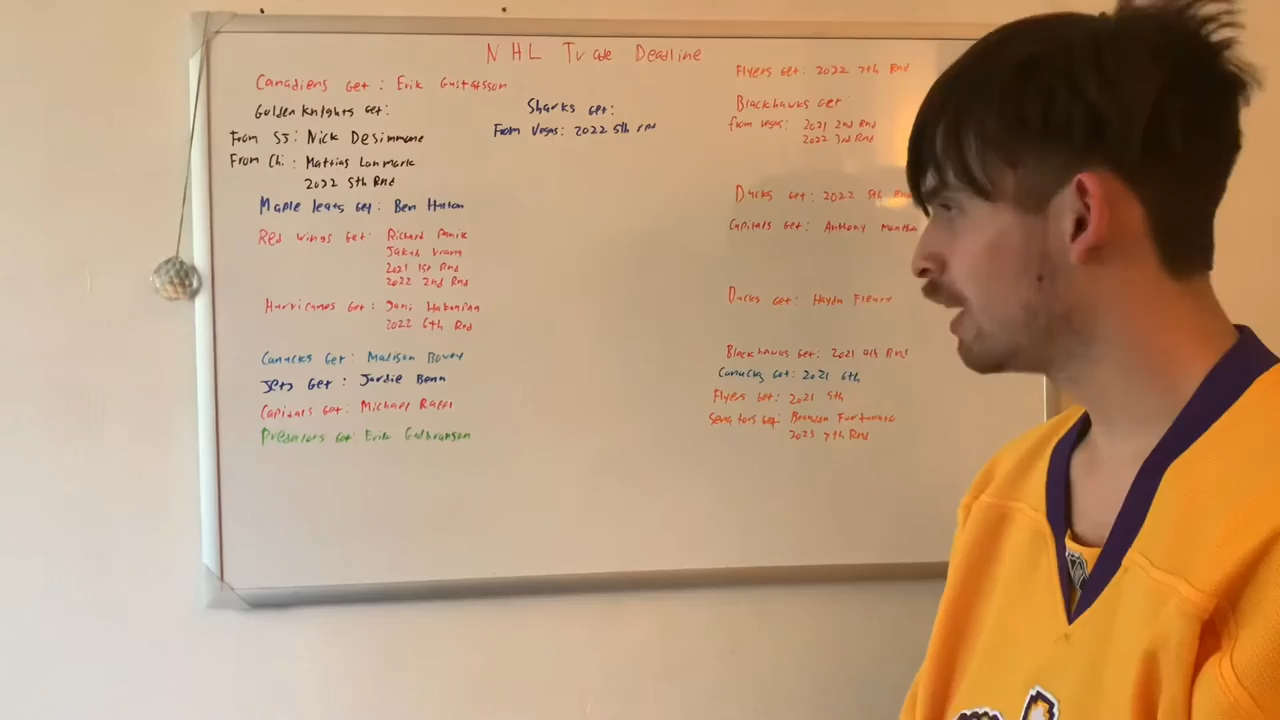 NHL Trade Deadline
Canadiens Get: Erik Gustafsson
Flyers Get: 2022 7th Rnd
Golden Knights Get:
Sharks Get:
Blackhawks Get
From SJ: Nick DeSimmone
From Vegas: 2022 5th rnd
From Vegas: 2021 2nd Rnd
2022 3rd Rnd
From Chi: Mattias Lanmark
2022 5th Rnd
Maple leafs Get: Ben Hutton
Ducks Get: 2022 5th Rnd
Red wings Get: Richard Panik
Jakub Vrana
2021 1st Rnd
2022 2nd Rnd
Capitals Get: Anthony Mantha
Hurricanes Get: Jani Hakanpaa
2022 6th Rnd
Ducks Get: Haydn Fleury
Canucks Get: Madison Bowey
Blackhawks Get: 2021 4th Rnd
Jets Get: Jordie Benn
Canucks Get: 2021 6th
Capitals Get: Michael Raffl
Flyers Get: 2021 5th
Predators Get: Erik Gudbranson
Senators Get: Brandon Fortunato
2023 7th Rnd